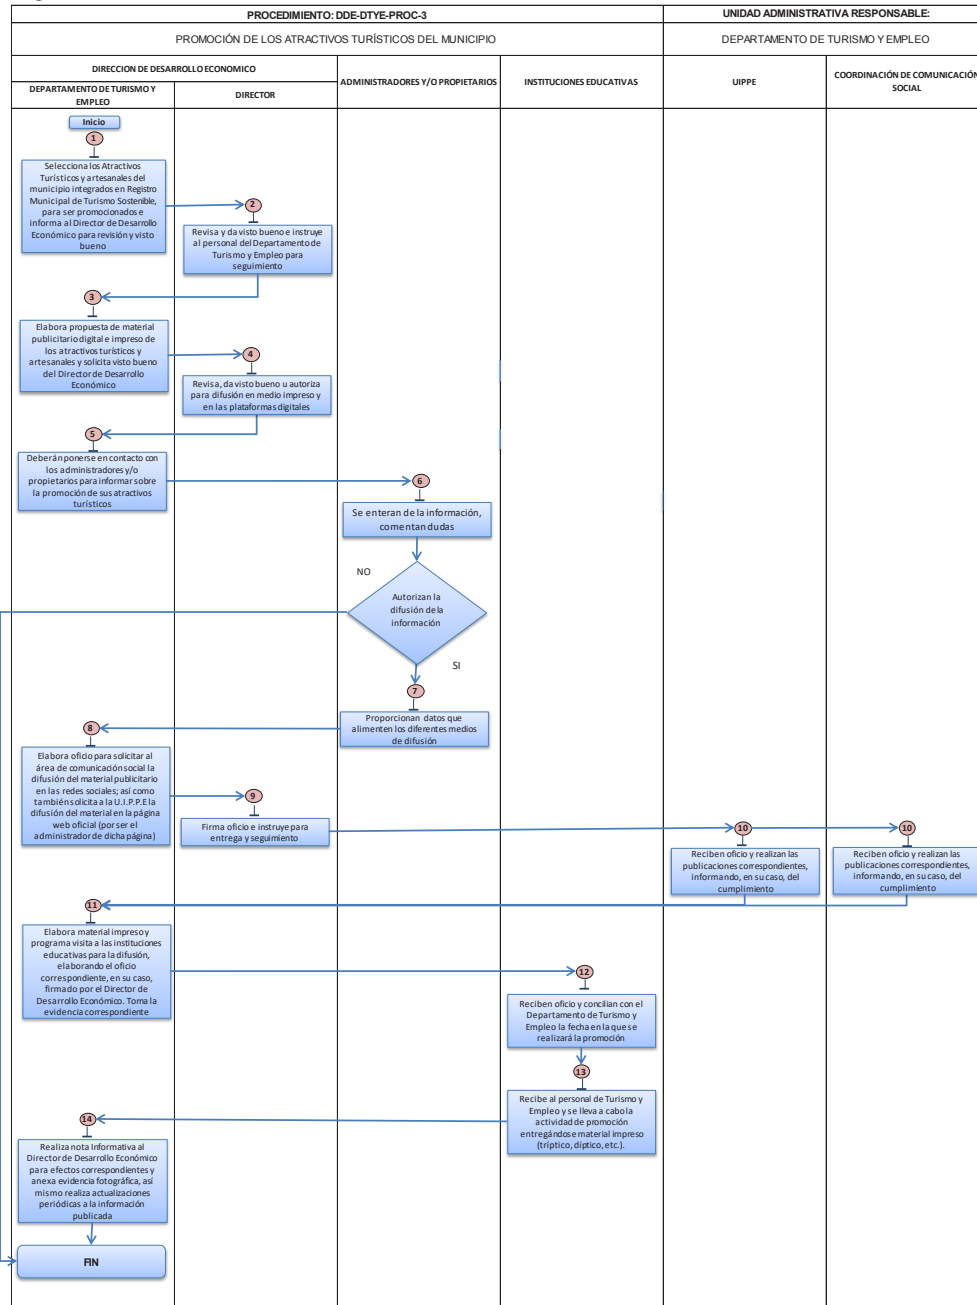 PROCEDIMIENTO: DDE-DTYE-PROC-3
UNIDAD ADMINISTRATIVA RESPONSABLE:
PROMOCIÓN DE LOS ATRACTIVOS TURÍSTICOS DEL MUNICIPIO
DEPARTAMENTO DE TURISMO Y EMPLEO
DIRECCION DE DESARROLLO ECONOMICO
DEPARTAMENTO DE TURISMO Y
EMPLEO
DIRECTOR
ADMINISTRADORES Y/O PROPIETARIOS
INSTITUCIONES EDUCATIVAS
UIPPE
COORDINACIÓN DE COMUNICACIÓN
SOCIAL
Inicio
1
Selecciona los Atractivos
Turísticos y artesanales del
municipio integrados en Registro
Municipal de Turismo Sostenible,
para ser promocionados e
informa al Director de Desarrollo
Económico para revisión y visto
bueno
2
Revisa y da visto bueno e instruye
al personal del Departamento de
Turismo y Empleo para
seguimiento
3
Elabora propuesta de material
publicitario digital e impreso de
los atractivos turísticos y
artesanales y solicita visto bueno
del Director de Desarrollo
Económico
4
Revisa, da visto bueno u autoriza
para difusión en medio impreso y
en las plataformas digitales
5
Deberán ponerse en contacto con
los administradores y/o
propietarios para informar sobre
la promoción de sus atractivos
turísticos
6
Se enteran de la información,
comentan dudas
NO
Autorizan la
difusión de la
información
SI
7
Proporcionan datos que
alimenten los diferentes medios
de difusión
8
Elabora oficio para solicitar al
área de comunicación social la
difusión del material publicitario
en las redes sociales; así como
también solicita a la U.I.P.P.E la
difusión del material en la página
web oficial (por ser el
administrador de dicha página)
9
Firma oficio e instruye para
entrega y seguimiento
10
Reciben oficio y realizan las
publicaciones correspondientes,
informando, en su caso, del
cumplimiento
10
Reciben oficio y realizan las
publicaciones correspondientes,
informando, en su caso, del
cumplimiento
11
Elabora material impreso y
programa visita a las instituciones
educativas para la difusión,
elaborando el oficio
correspondiente, en su caso,
firmado por el Director de
Desarrollo Económico. Toma la
evidencia correspondiente
12
Reciben oficio y concilian con el
Departamento de Turismo y
Empleo la fecha en la que se
realizará la promoción
13
Recibe al personal de Turismo y
Empleo y se lleva a cabo la
actividad de promoción
entregándose material impreso
(tríptico, díptico, etc.).
14
Realiza nota Informativa al
Director de Desarrollo Económico
para efectos correspondientes y
anexa evidencia fotográfica, así
mismo realiza actualizaciones
periódicas a la información
publicada
FIN